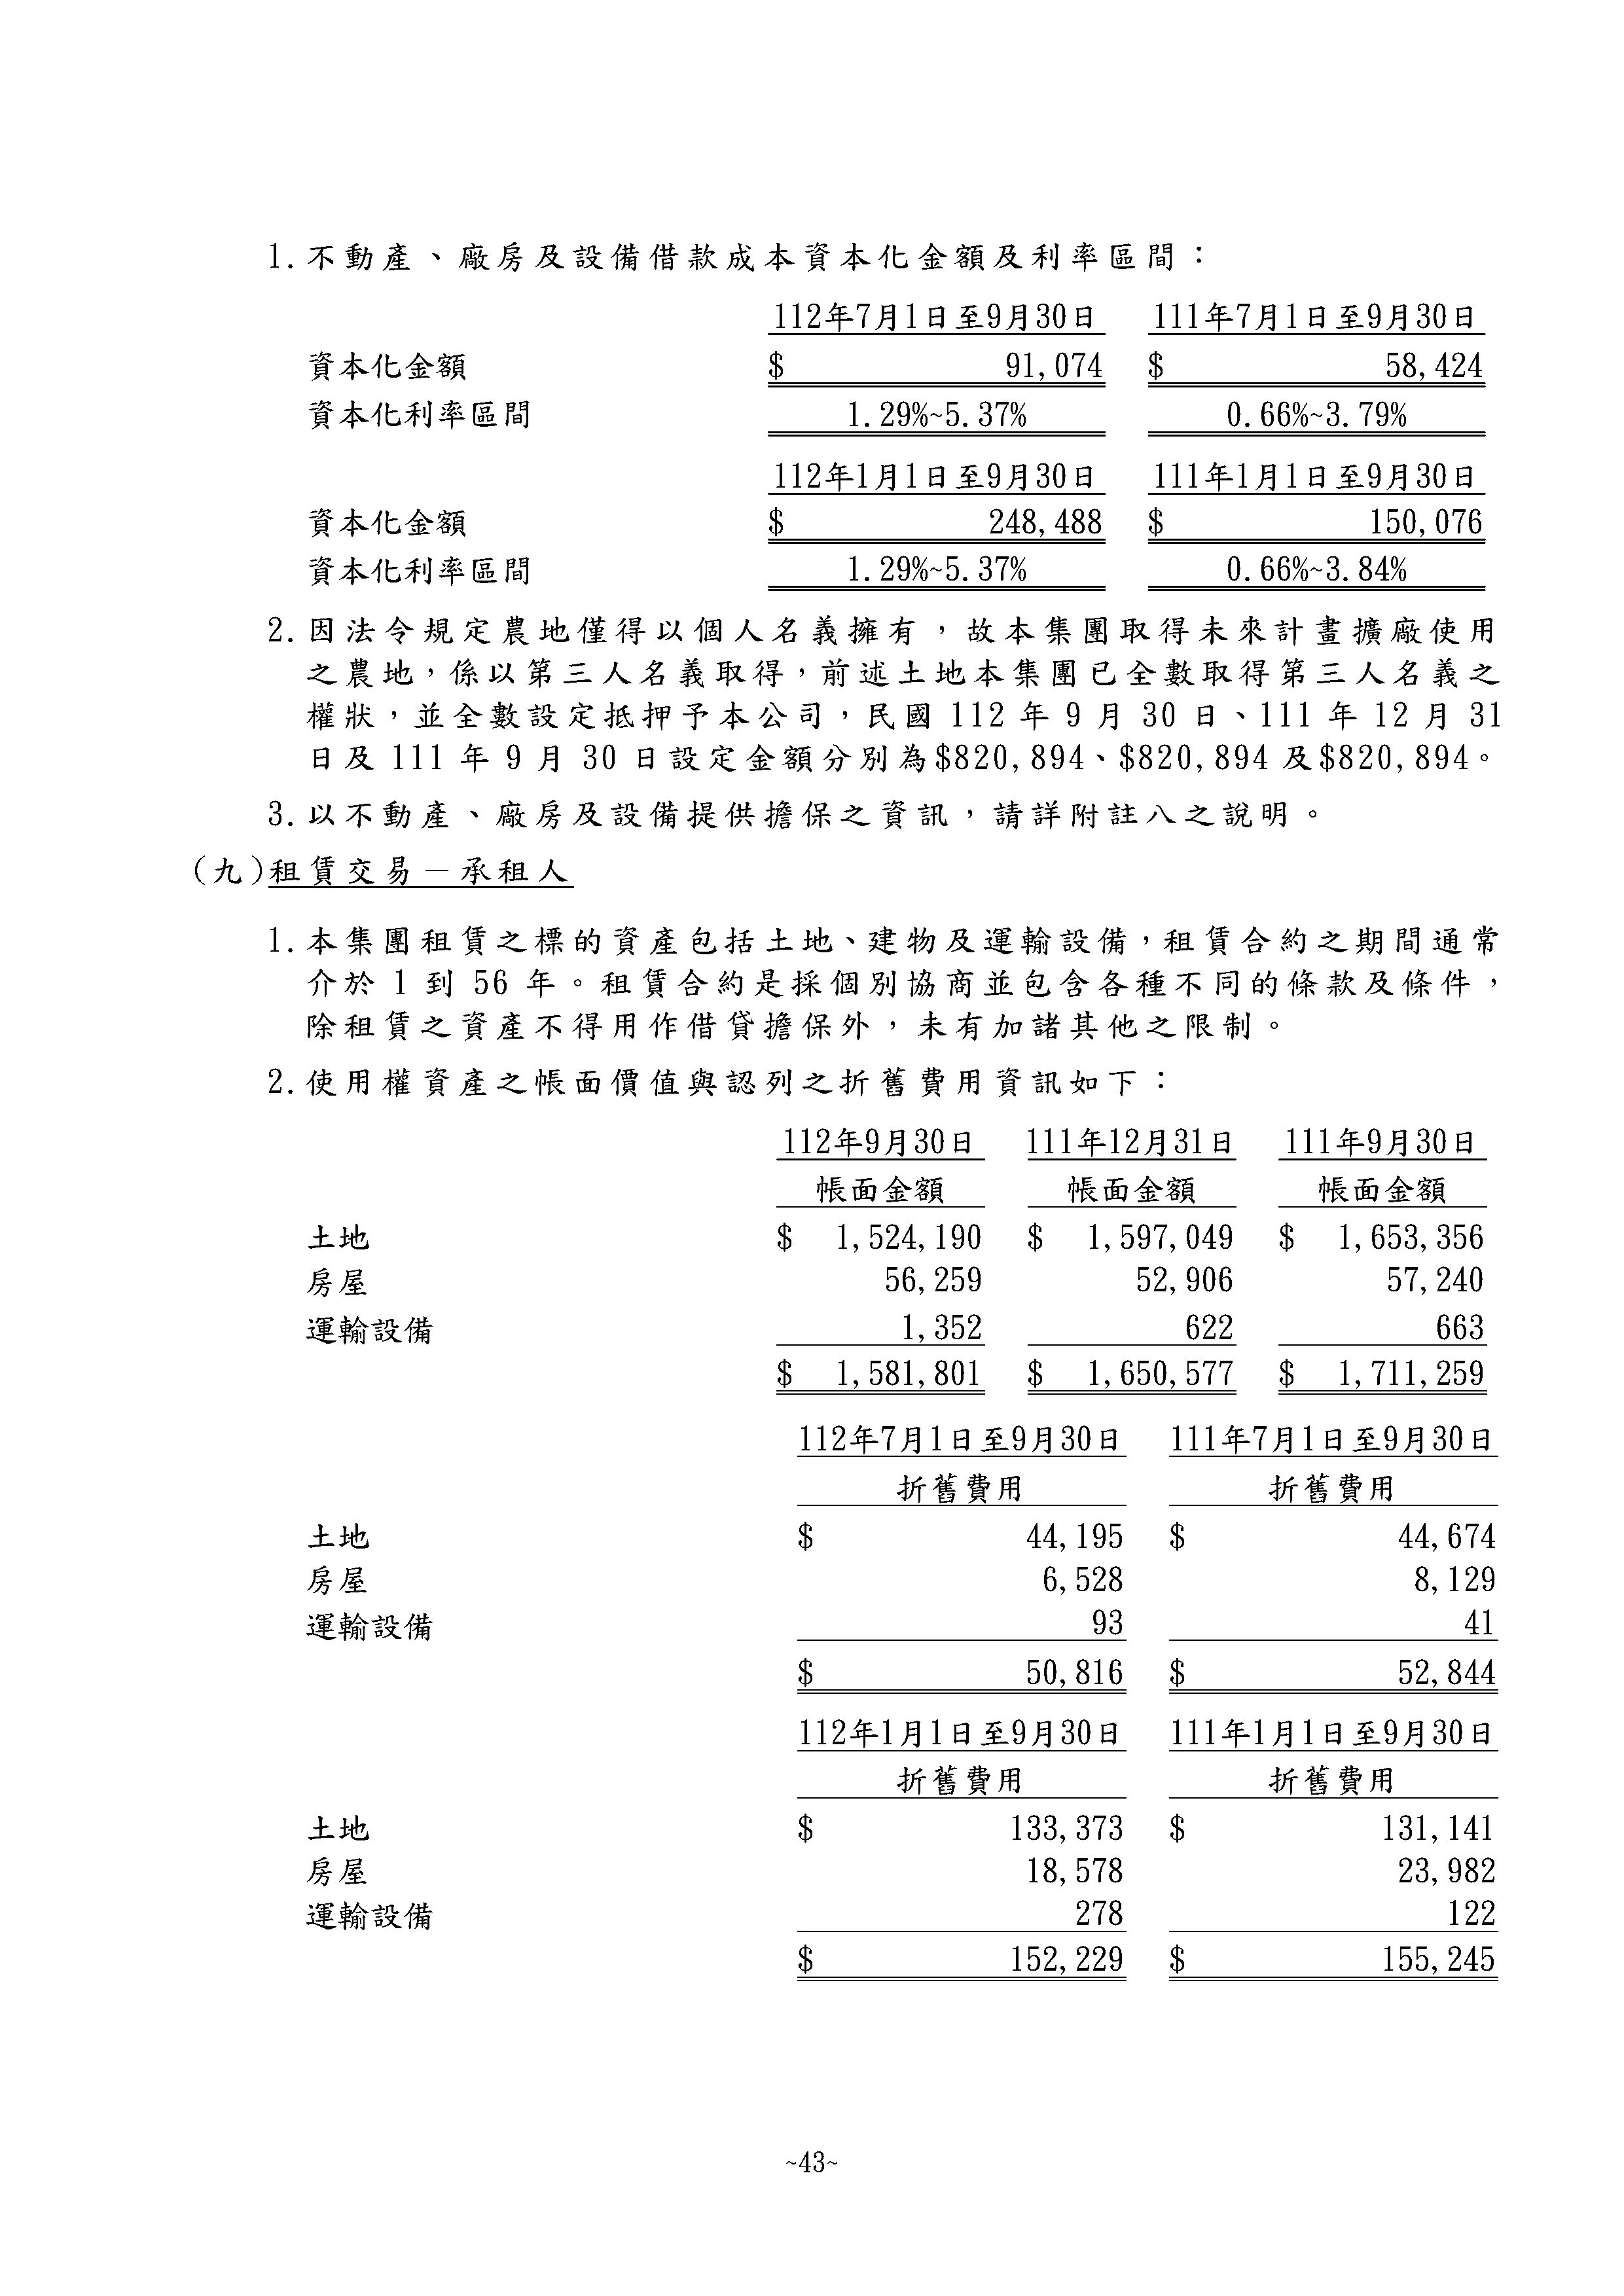 1.不動產、廠房及設備借款成本資本化金額及利率區間：
112年7月1日至9月30日 111年7月1日至9月30日
資本化金額 $ 91,074 $ 58,424
資本化利率區間 1.29%~5.37% 0.66%~3.79%
112年1月1日至9月30日 111年1月1日至9月30日
資本化金額 $ 248,488 $ 150,076
資本化利率區間 1.29%~5.37% 0.66%~3.84%
2.因法令規定農地僅得以個人名義擁有，故本集團取得未來計畫擴廠使用
之農地，係以第三人名義取得，前述土地本集團已全數取得第三人名義之
權狀，並全數設定抵押予本公司，民國 112 年 9 月 30 日、111 年 12 月 31
日及 111 年 9 月 30 日設定金額分別為$820,894、$820,894 及$820,894。
3.以不動產、廠房及設備提供擔保之資訊，請詳附註八之說明。
(九)租賃交易－承租人
1.本集團租賃之標的資產包括土地、建物及運輸設備，租賃合約之期間通常
介於 1 到 56 年。租賃合約是採個別協商並包含各種不同的條款及條件，
除租賃之資產不得用作借貸擔保外，未有加諸其他之限制。
2.使用權資產之帳面價值與認列之折舊費用資訊如下：
112年9月30日 111年12月31日 111年9月30日
帳面金額 帳面金額 帳面金額
土地 $ 1,524,190 $ 1,597,049 $ 1,653,356
房屋 56,259 52,906 57,240
運輸設備 1,352 622 663
$ 1,581,801 $ 1,650,577 $ 1,711,259
112年7月1日至9月30日 111年7月1日至9月30日
折舊費用 折舊費用
土地 $ 44,195 $ 44,674
房屋 6,528 8,129
運輸設備 93 41
$ 50,816 $ 52,844
112年1月1日至9月30日 111年1月1日至9月30日
折舊費用 折舊費用
土地 $ 133,373 $ 131,141
房屋 18,578 23,982
運輸設備 278 122
$ 152,229 $ 155,245
~43~